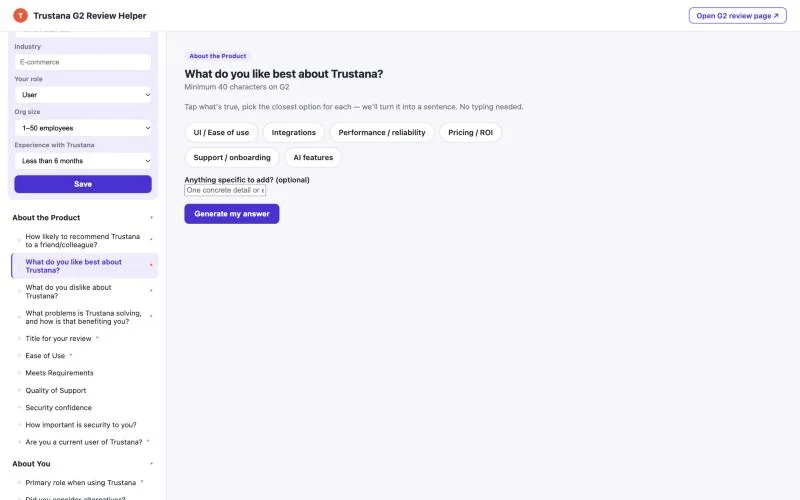 T Trustana G2 Review Helper
Open G2 review page ↗
Industry
E-commerce
Your role
User
Org size
1–50 employees
Experience with Trustana
Less than 6 months
Save
About the Product *
How likely to recommend Trustana
to a friend/colleague? *
What do you like best about
Trustana? *
What do you dislike about
Trustana? *
What problems is Trustana solving,
and how is that benefiting you? *
Title for your review *
Ease of Use *
Meets Requirements
Quality of Support
Security confidence
How important is security to you?
Are you a current user of Trustana? *
About You *
Primary role when using Trustana *
Did you consider alternatives?
About the Product
What do you like best about Trustana?
Minimum 40 characters on G2
Tap what's true, pick the closest option for each — we'll turn it into a sentence. No typing needed.
UI / Ease of use
Integrations
Performance / reliability
Pricing / ROI
Support / onboarding
AI features
Anything specific to add? (optional)
One concrete detail or
Generate my answer